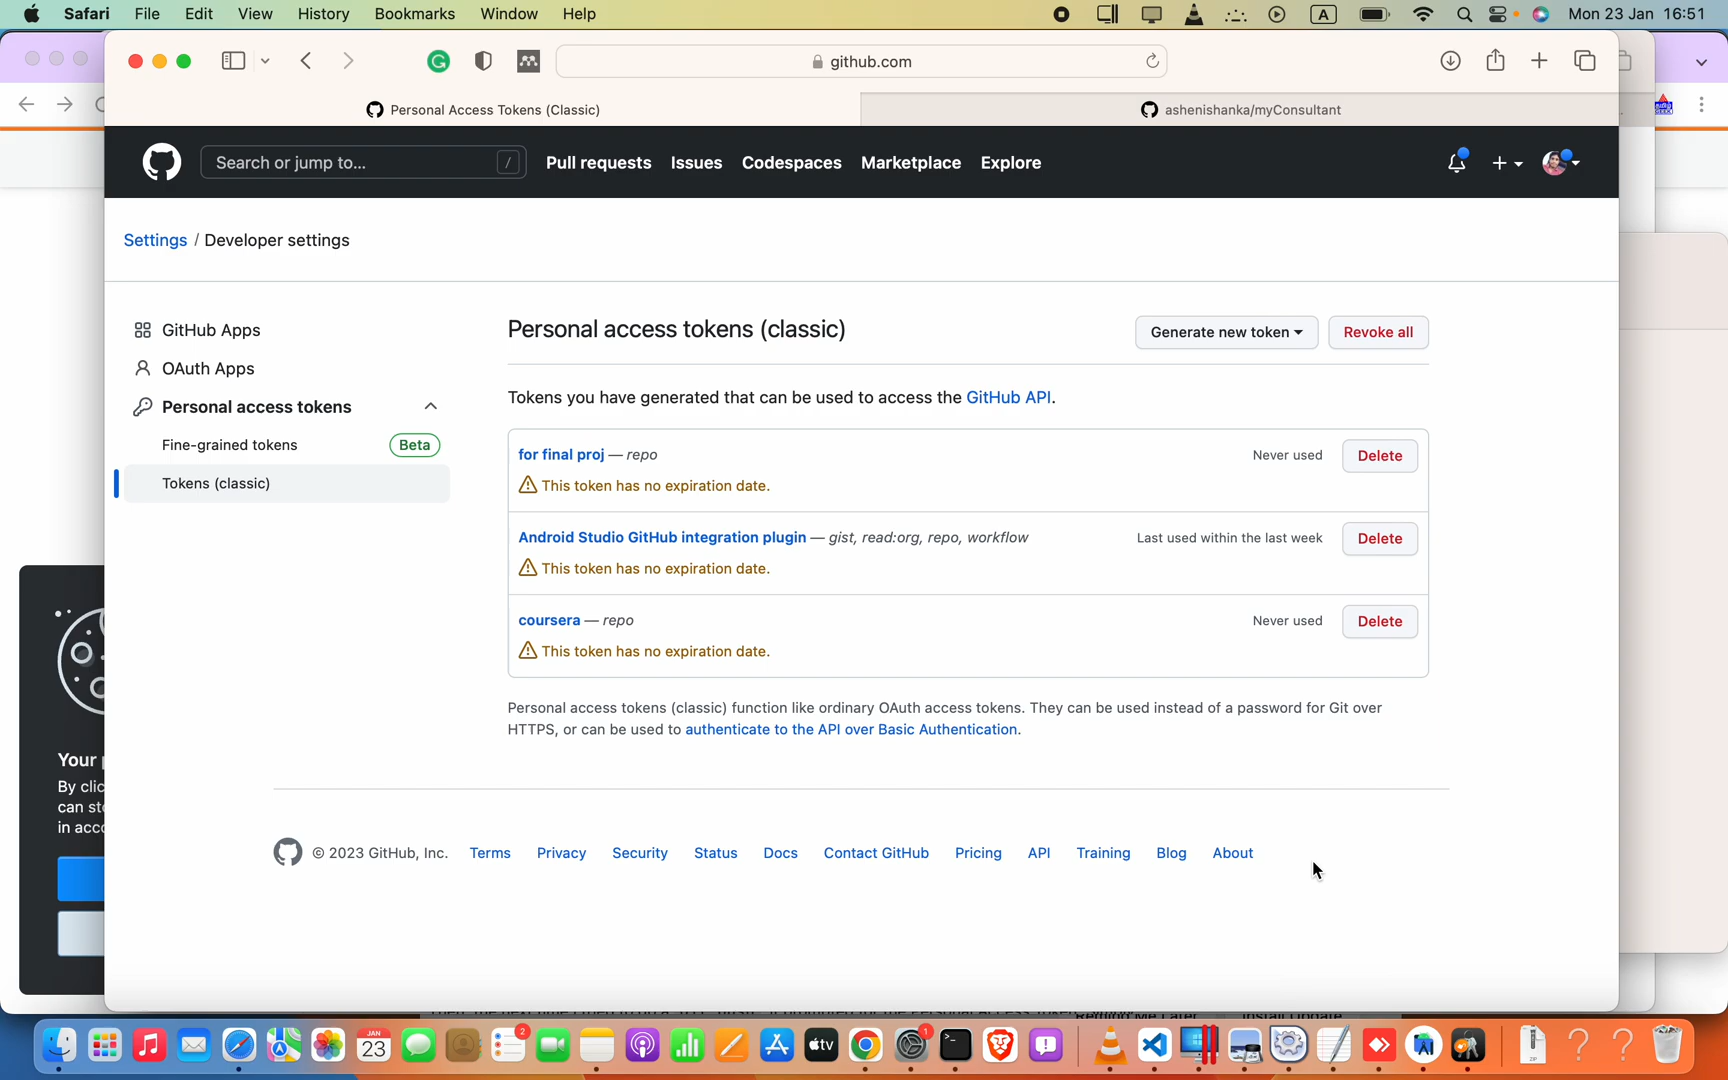 Safari File Edit View History Bookmarks Window Help A Mon 23 Jan 16:51
github.com
Personal Access Tokens (Classic) ashenishanka/myConsultant
Search or jump to... / Pull requests Issues Codespaces Marketplace Explore
Settings / Developer settings
GitHub Apps
OAuth Apps
Personal access tokens
Fine-grained tokens Beta
Tokens (classic)
Personal access tokens (classic) Generate new token Revoke all
Tokens you have generated that can be used to access the GitHub API.
for final proj — repo Never used Delete
This token has no expiration date.
Android Studio GitHub integration plugin — gist, read:org, repo, workflow Last used within the last week Delete
This token has no expiration date.
coursera — repo Never used Delete
This token has no expiration date.
Personal access tokens (classic) function like ordinary OAuth access tokens. They can be used instead of a password for Git over
HTTPS, or can be used to authenticate to the API over Basic Authentication.
Your
By clic
can st
in acc
© 2023 GitHub, Inc. Terms Privacy Security Status Docs Contact GitHub Pricing API Training Blog About
JAN
23
2
tv
1
ZIP